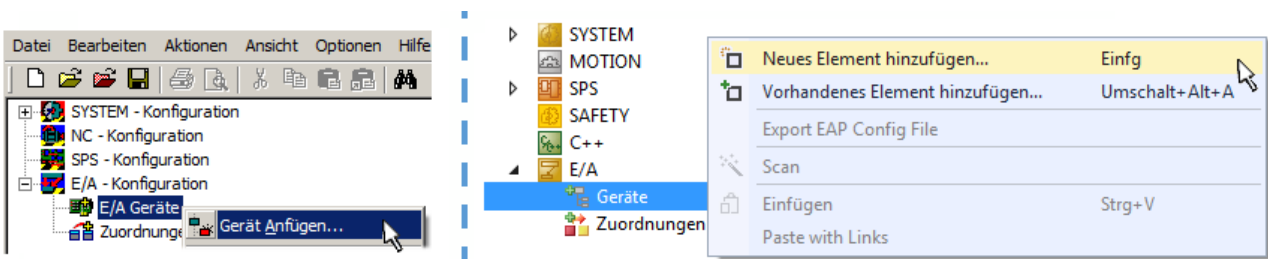 Datei Bearbeiten Aktionen Ansicht Optionen Hilfe
SYSTEM - Konfiguration
NC - Konfiguration
SPS - Konfiguration
E/A - Konfiguration
E/A Geräte
Gerät Anfügen...
Zuordnunge
SYSTEM
MOTION
SPS
SAFETY
C++
E/A
Geräte
Zuordnungen
Neues Element hinzufügen... Einfg
Vorhandenes Element hinzufügen... Umschalt+Alt+A
Export EAP Config File
Scan
Einfügen Strg+V
Paste with Links